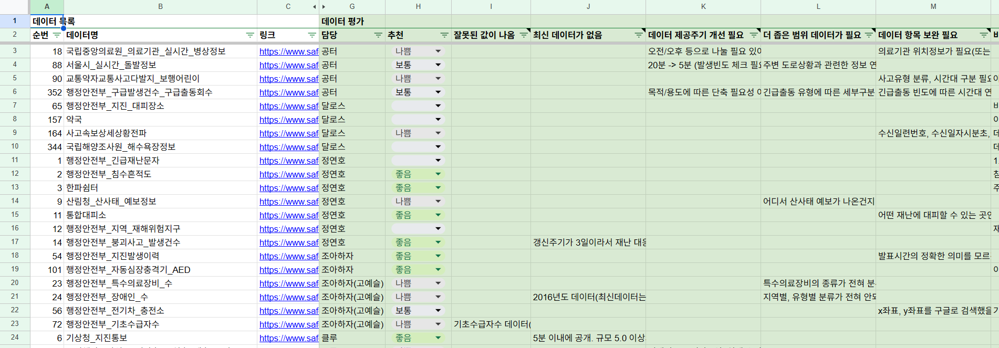 A B C G H I J K L M
1 데이터 목록 데이터 평가
2 순번 데이터명 링크 담당 추천 잘못된 값이 나옴 최신 데이터가 없음 데이터 제공주기 개선 필요 더 좁은 범위 데이터가 필요 데이터 항목 보완 필요
3 18 국립중앙의료원_의료기관_실시간_병상정보 https://www.saf 공터 나쁨 오전/오후 등으로 나눌 필요 있어 의료기관 위치정보가 필요(또는
4 88 서울시_실시간_돌발정보 https://www.saf 공터 보통 20분 -> 5분 (발생빈도 체크 필요 주변 도로상황과 관련한 정보 연
5 90 교통약자교통사고다발지_보행어린이 https://www.saf 공터 나쁨 사고유형 분류, 시간대 구분 필요
6 352 행정안전부_구급발생건수_구급출동회수 https://www.saf 공터 보통 목적/용도에 따른 단축 필요성 긴급출동 유형에 따른 세부구분 긴급출동 빈도에 따른 시간대 연
7 65 행정안전부_지진_대피장소 https://www.saf 달로스
8 157 약국 https://www.saf 달로스
9 164 사고속보상세상황전파 https://www.saf 달로스 나쁨 수신일련번호, 수신일자시분초,
10 344 국립해양조사원_해수욕장정보 https://www.saf 달로스
11 1 행정안전부_긴급재난문자 https://www.saf 정연호
12 2 행정안전부_침수흔적도 https://www.saf 정연호 좋음 침
13 3 한파쉼터 https://www.saf 정연호 좋음 주
14 9 산림청_산사태_예보정보 https://www.saf 정연호 나쁨 어디서 산사태 예보가 나온건지
15 11 통합대피소 https://www.saf 정연호 좋음 어떤 재난에 대피할 수 있는 곳인
16 12 행정안전부_지역_재해위험지구 https://www.saf 정연호
17 14 행정안전부_붕괴사고_발생건수 https://www.saf 정연호 좋음 갱신주기가 3일이라서 재난 대응
18 54 행정안전부_지진발생이력 https://www.saf 조아하자 좋음 발표시간의 정확한 의미를 모르
19 101 행정안전부_자동심장충격기_AED https://www.saf 조아하자 좋음
20 23 행정안전부_특수의료장비_수 https://www.saf 조아하자(고예슬) 나쁨 특수의료장비의 종류가 전혀 분
21 24 행정안전부_장애인_수 https://www.saf 조아하자(고예슬) 나쁨 2016년도 데이터(최신데이터는 지역별, 유형별 분류가 전혀 안되
22 56 행정안전부_전기차_충전소 https://www.saf 조아하자(고예슬) 보통 x좌표, y좌표를 구글로 검색했을
23 72 행정안전부_기초수급자수 https://www.saf 조아하자(고예슬) 나쁨 기초수급자수 데이터(
24 6 기상청_지진통보 https://www.saf 클루 좋음 5분 이내에 공개. 규모 5.0 이상